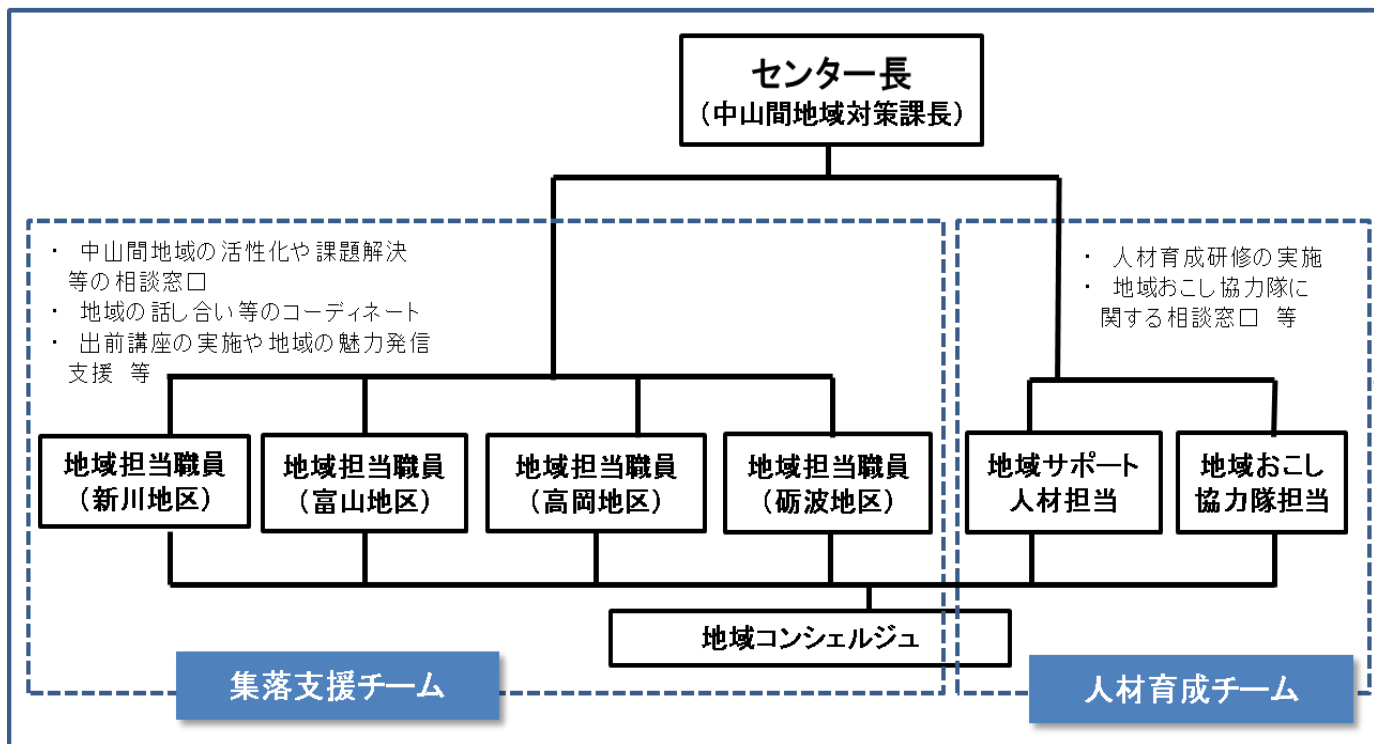 センター長
（中山間地域対策課長）
・ 中山間地域の活性化や課題解決
等の相談窓口
・ 地域の話し合い等のコーディネート
・ 出前講座の実施や地域の魅力発信
支援 等
・ 人材育成研修の実施
・ 地域おこし協力隊に
関する相談窓口 等
地域担当職員
（新川地区）
地域担当職員
（富山地区）
地域担当職員
（高岡地区）
地域担当職員
（砺波地区）
地域サポート
人材担当
地域おこし
協力隊担当
地域コンシェルジュ
集落支援チーム
人材育成チーム